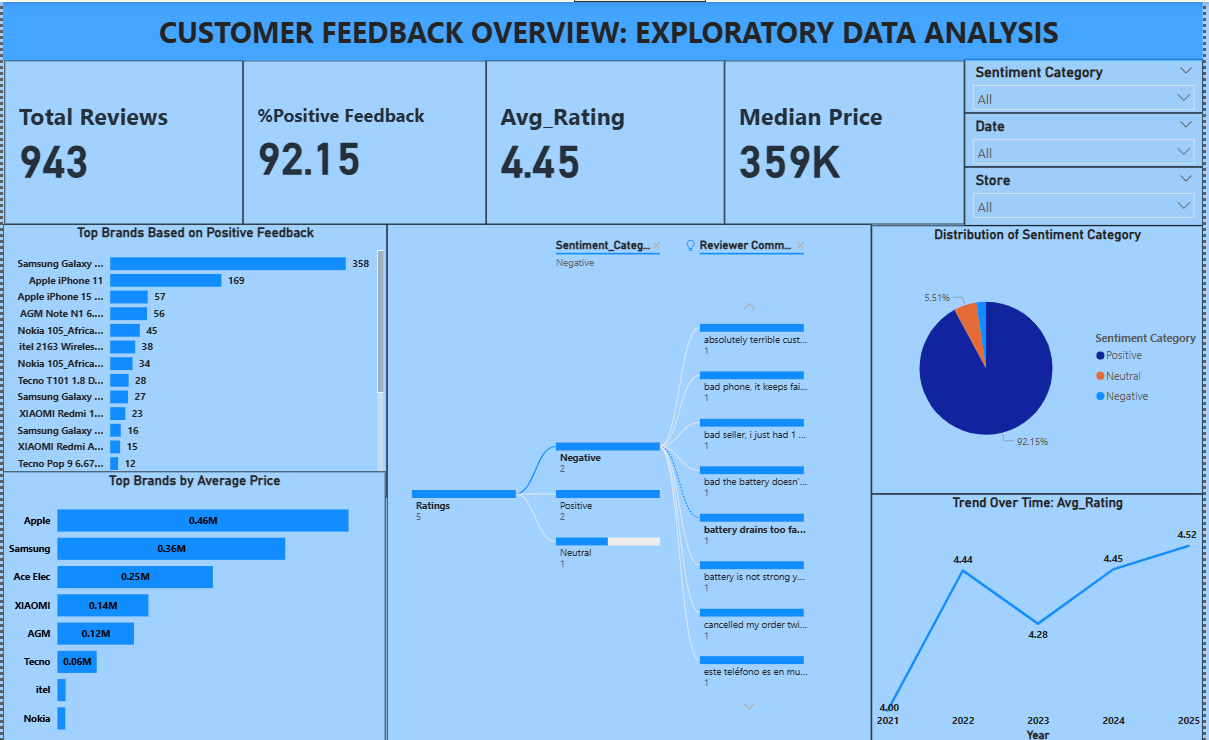 CUSTOMER FEEDBACK OVERVIEW: EXPLORATORY DATA ANALYSIS
Total Reviews
943
%Positive Feedback
92.15
Avg_Rating
4.45
Median Price
359K
Sentiment Category
All
Date
All
Store
All
Top Brands Based on Positive Feedback
Samsung Galaxy ... 358
Apple iPhone 11 169
Apple iPhone 15 ... 57
AGM Note N1 6.... 56
Nokia 105_Africa... 45
itel 2163 Wireles... 38
Nokia 105_Africa... 34
Tecno T101 1.8 D... 28
Samsung Galaxy ... 27
XIAOMI Redmi 1... 23
Samsung Galaxy ... 16
XIAOMI Redmi A... 15
Tecno Pop 9 6.67... 12
Top Brands by Average Price
Apple 0.46M
Samsung 0.36M
Ace Elec 0.25M
XIAOMI 0.14M
AGM 0.12M
Tecno 0.06M
itel
Nokia
Sentiment_Categ...
Negative
Reviewer Comm...
Ratings
5
Negative
2
Positive
2
Neutral
1
absolutely terrible cust...
1
bad phone, it keeps fai...
1
bad seller, i just had 1 ...
1
bad the battery doesn'...
1
battery drains too fa...
1
battery is not strong y...
1
cancelled my order twi...
1
este teléfono es en mu...
1
Distribution of Sentiment Category
5.51%
92.15%
Sentiment Category
Positive
Neutral
Negative
Trend Over Time: Avg_Rating
4.00
4.44
4.28
4.45
4.52
2021 2022 2023 2024 2025
Year